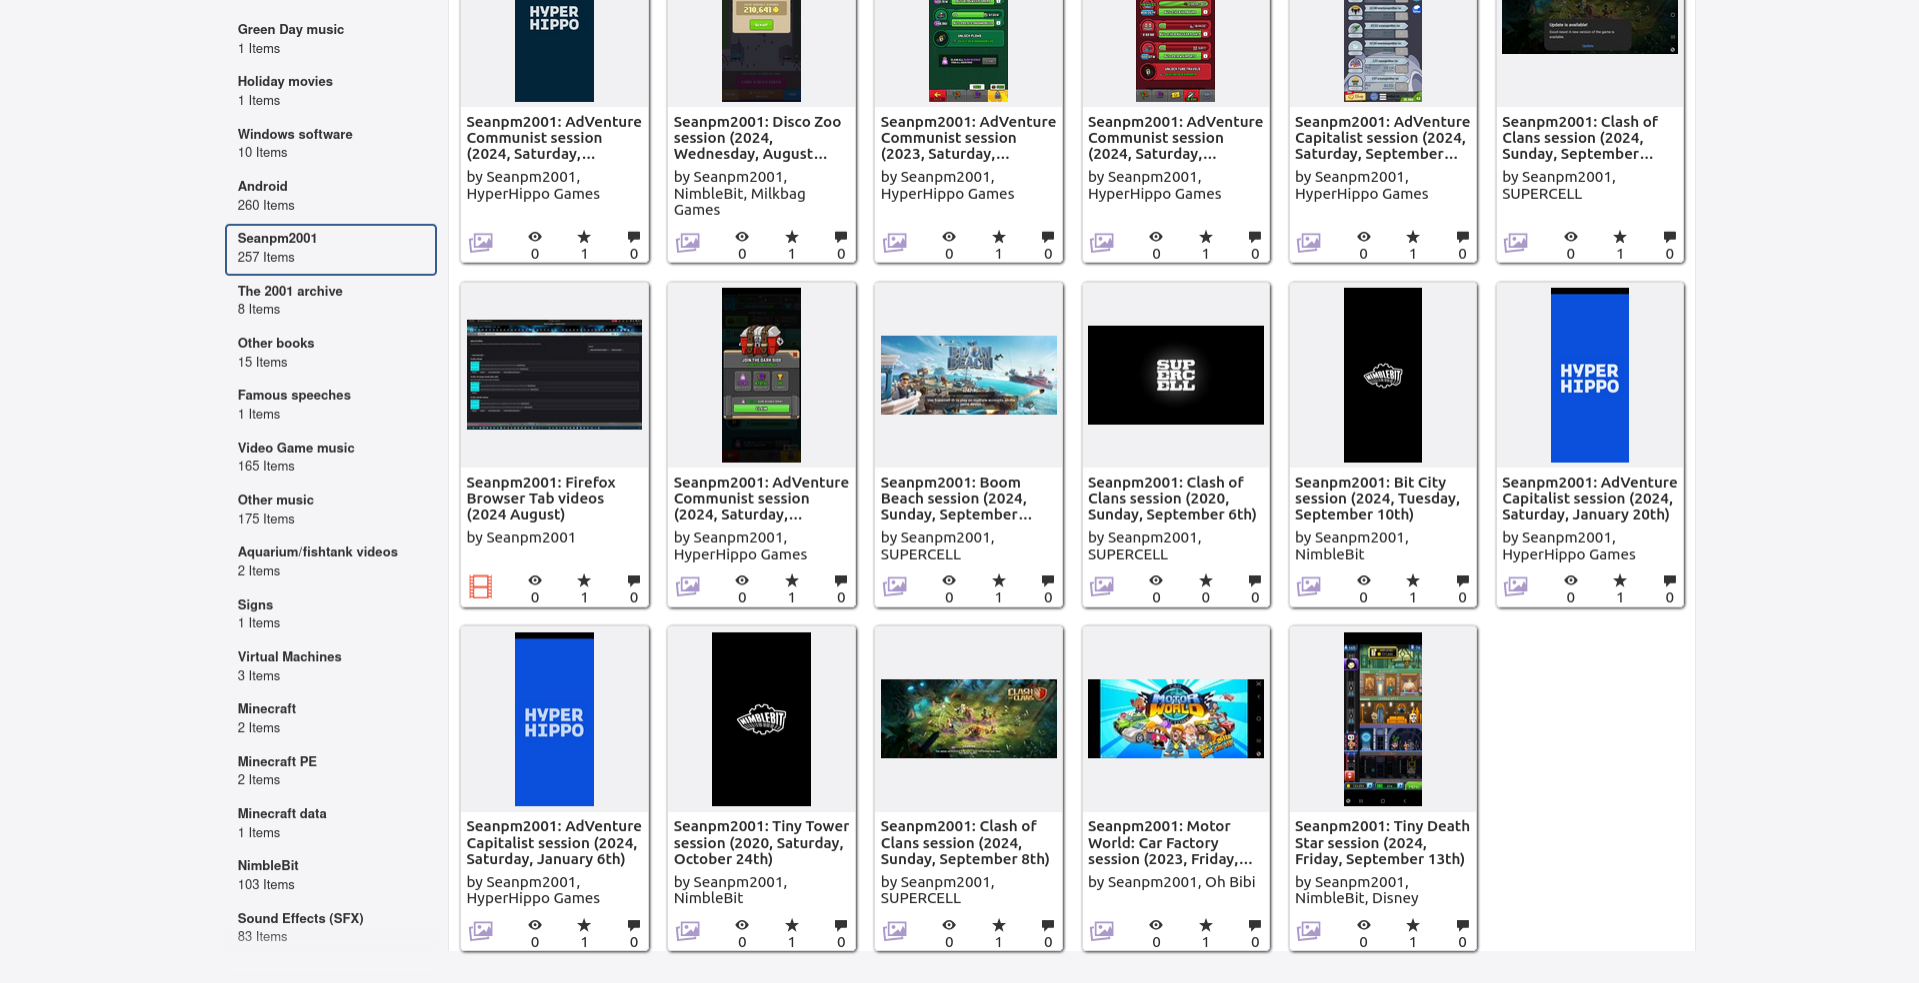 Green Day music
1 Items
Holiday movies
1 Items
Windows software
10 Items
Android
260 Items
Seanpm2001
257 Items
The 2001 archive
8 Items
Other books
15 Items
Famous speeches
1 Items
Video Game music
165 Items
Other music
175 Items
Aquarium/fishtank videos
2 Items
Signs
1 Items
Virtual Machines
3 Items
Minecraft
2 Items
Minecraft PE
2 Items
Minecraft data
1 Items
NimbleBit
103 Items
Sound Effects (SFX)
83 Items
HYPER
HIPPO
Seanpm2001: AdVenture
Communist session
(2024, Saturday,...
by Seanpm2001,
HyperHippo Games
0 1 0
210,641
Seanpm2001: Disco Zoo
session (2024,
Wednesday, August...
by Seanpm2001,
NimbleBit, Milkbag
Games
0 1 0
Seanpm2001: AdVenture
Communist session
(2023, Saturday,...
by Seanpm2001,
HyperHippo Games
0 1 0
Seanpm2001: AdVenture
Communist session
(2024, Saturday,...
by Seanpm2001,
HyperHippo Games
0 1 0
Seanpm2001: AdVenture
Capitalist session (2024,
Saturday, September...
by Seanpm2001,
HyperHippo Games
0 1 0
Update is available!
Seanpm2001: Clash of
Clans session (2024,
Sunday, September...
by Seanpm2001,
SUPERCELL
0 1 0
Seanpm2001: Firefox
Browser Tab videos
(2024 August)
by Seanpm2001
0 1 0
JOIN THE DARK SIDE
Seanpm2001: AdVenture
Communist session
(2024, Saturday,...
by Seanpm2001,
HyperHippo Games
0 1 0
BOOM
BEACH
Seanpm2001: Boom
Beach session (2024,
Sunday, September...
by Seanpm2001,
SUPERCELL
0 1 0
SUP
ERC
ELL
Seanpm2001: Clash of
Clans session (2020,
Sunday, September 6th)
by Seanpm2001,
SUPERCELL
0 0 0
NIMBLEBIT
Seanpm2001: Bit City
session (2024, Tuesday,
September 10th)
by Seanpm2001,
NimbleBit
0 1 0
HYPER
HIPPO
Seanpm2001: AdVenture
Capitalist session (2024,
Saturday, January 20th)
by Seanpm2001,
HyperHippo Games
0 1 0
HYPER
HIPPO
Seanpm2001: AdVenture
Capitalist session (2024,
Saturday, January 6th)
by Seanpm2001,
HyperHippo Games
0 1 0
NIMBLEBIT
Seanpm2001: Tiny Tower
session (2020, Saturday,
October 24th)
by Seanpm2001,
NimbleBit
0 1 0
CLASH
OF CLANS
Seanpm2001: Clash of
Clans session (2024,
Sunday, September 8th)
by Seanpm2001,
SUPERCELL
0 1 0
MOTOR
WORLD
Seanpm2001: Motor
World: Car Factory
session (2023, Friday,...
by Seanpm2001, Oh Bibi
0 1 0
Seanpm2001: Tiny Death
Star session (2024,
Friday, September 13th)
by Seanpm2001,
NimbleBit, Disney
0 1 0